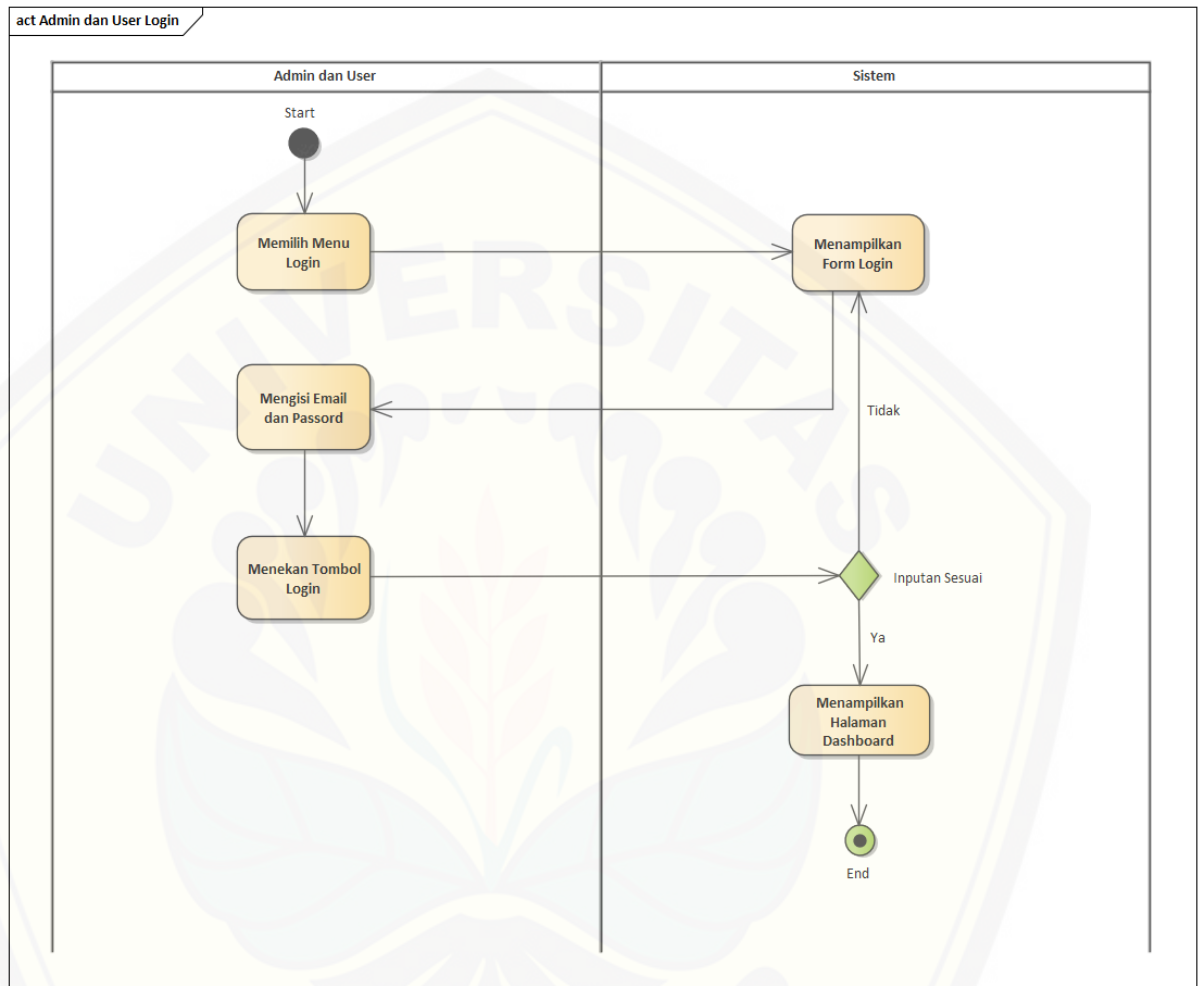 act Admin dan User Login
Admin dan User
Sistem
Start
Memilih Menu
Login
Menampilkan
Form Login
Mengisi Email
dan Passord
Tidak
Menekan Tombol
Login
Inputan Sesuai
Ya
Menampilkan
Halaman
Dashboard
End
UNIVERSITAS